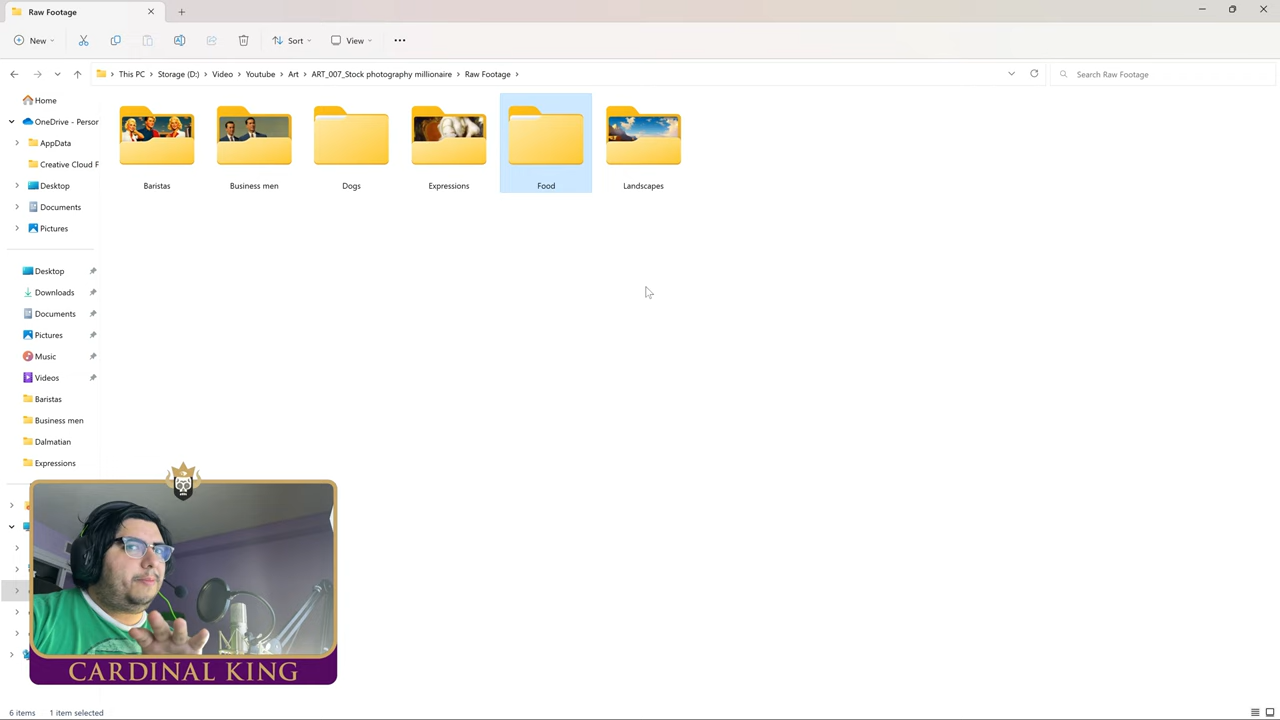 Raw Footage
New
Sort
View
This PC
Storage (D:)
Video
Youtube
Art
ART_007_Stock photography millionaire
Raw Footage
Search Raw Footage
Home
OneDrive - Person
AppData
Creative Cloud F
Desktop
Documents
Pictures
Desktop
Downloads
Documents
Pictures
Music
Videos
Baristas
Business men
Dalmatian
Expressions
Baristas
Business men
Dogs
Expressions
Food
Landscapes
CARDINAL KING
6 items
1 item selected